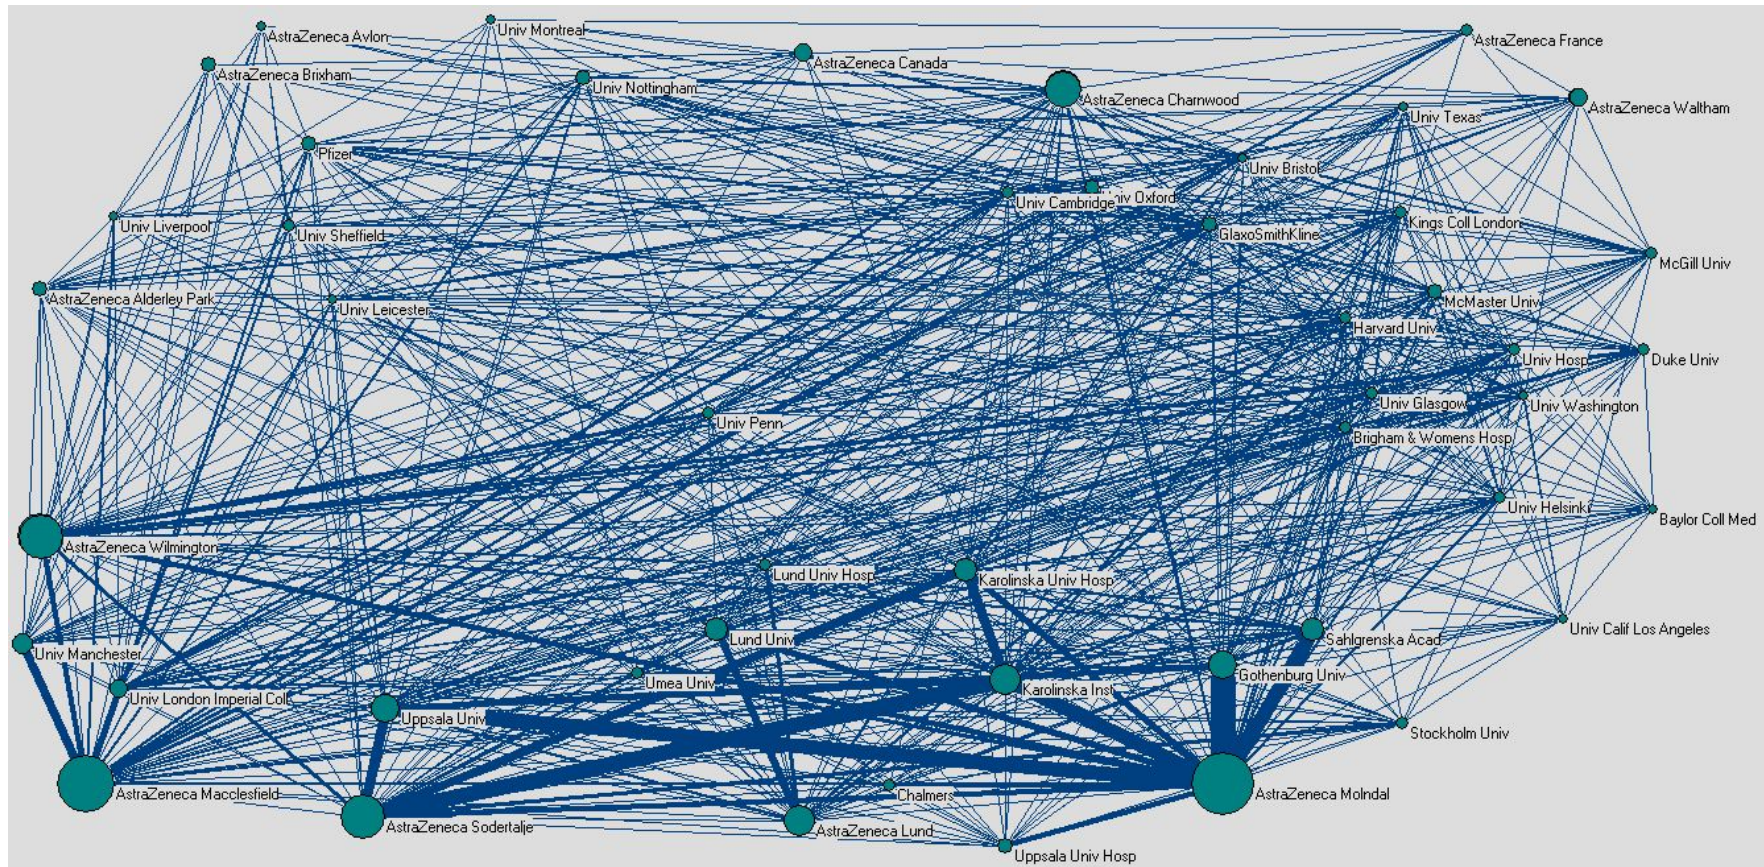 Univ Montreal
AstraZeneca Avlon
AstraZeneca France
AstraZeneca Canada
AstraZeneca Brixham
Univ Nottingham
AstraZeneca Charnwood
AstraZeneca Waltham
Univ Texas
Pfizer
Univ Bristol
Univ Cambridge
Univ Oxford
Univ Liverpool
Univ Sheffield
GlaxoSmithKline
Kings Coll London
McGill Univ
AstraZeneca Alderley Park
Univ Leicester
McMaster Univ
Harvard Univ
Univ Hosp
Duke Univ
Univ Glasgow
Univ Washington
Univ Penn
Brigham & Womens Hosp
Univ Helsinki
Baylor Coll Med
AstraZeneca Wilmington
Lund Univ Hosp
Karolinska Univ Hosp
Univ Calif Los Angeles
Lund Univ
Sahlgrenska Acad
Univ Manchester
Gothenburg Univ
Umea Univ
Karolinska Inst
Univ London Imperial Coll
Uppsala Univ
Stockholm Univ
AstraZeneca Macclesfield
Chalmers
AstraZeneca Molndal
AstraZeneca Sodertalje
AstraZeneca Lund
Uppsala Univ Hosp